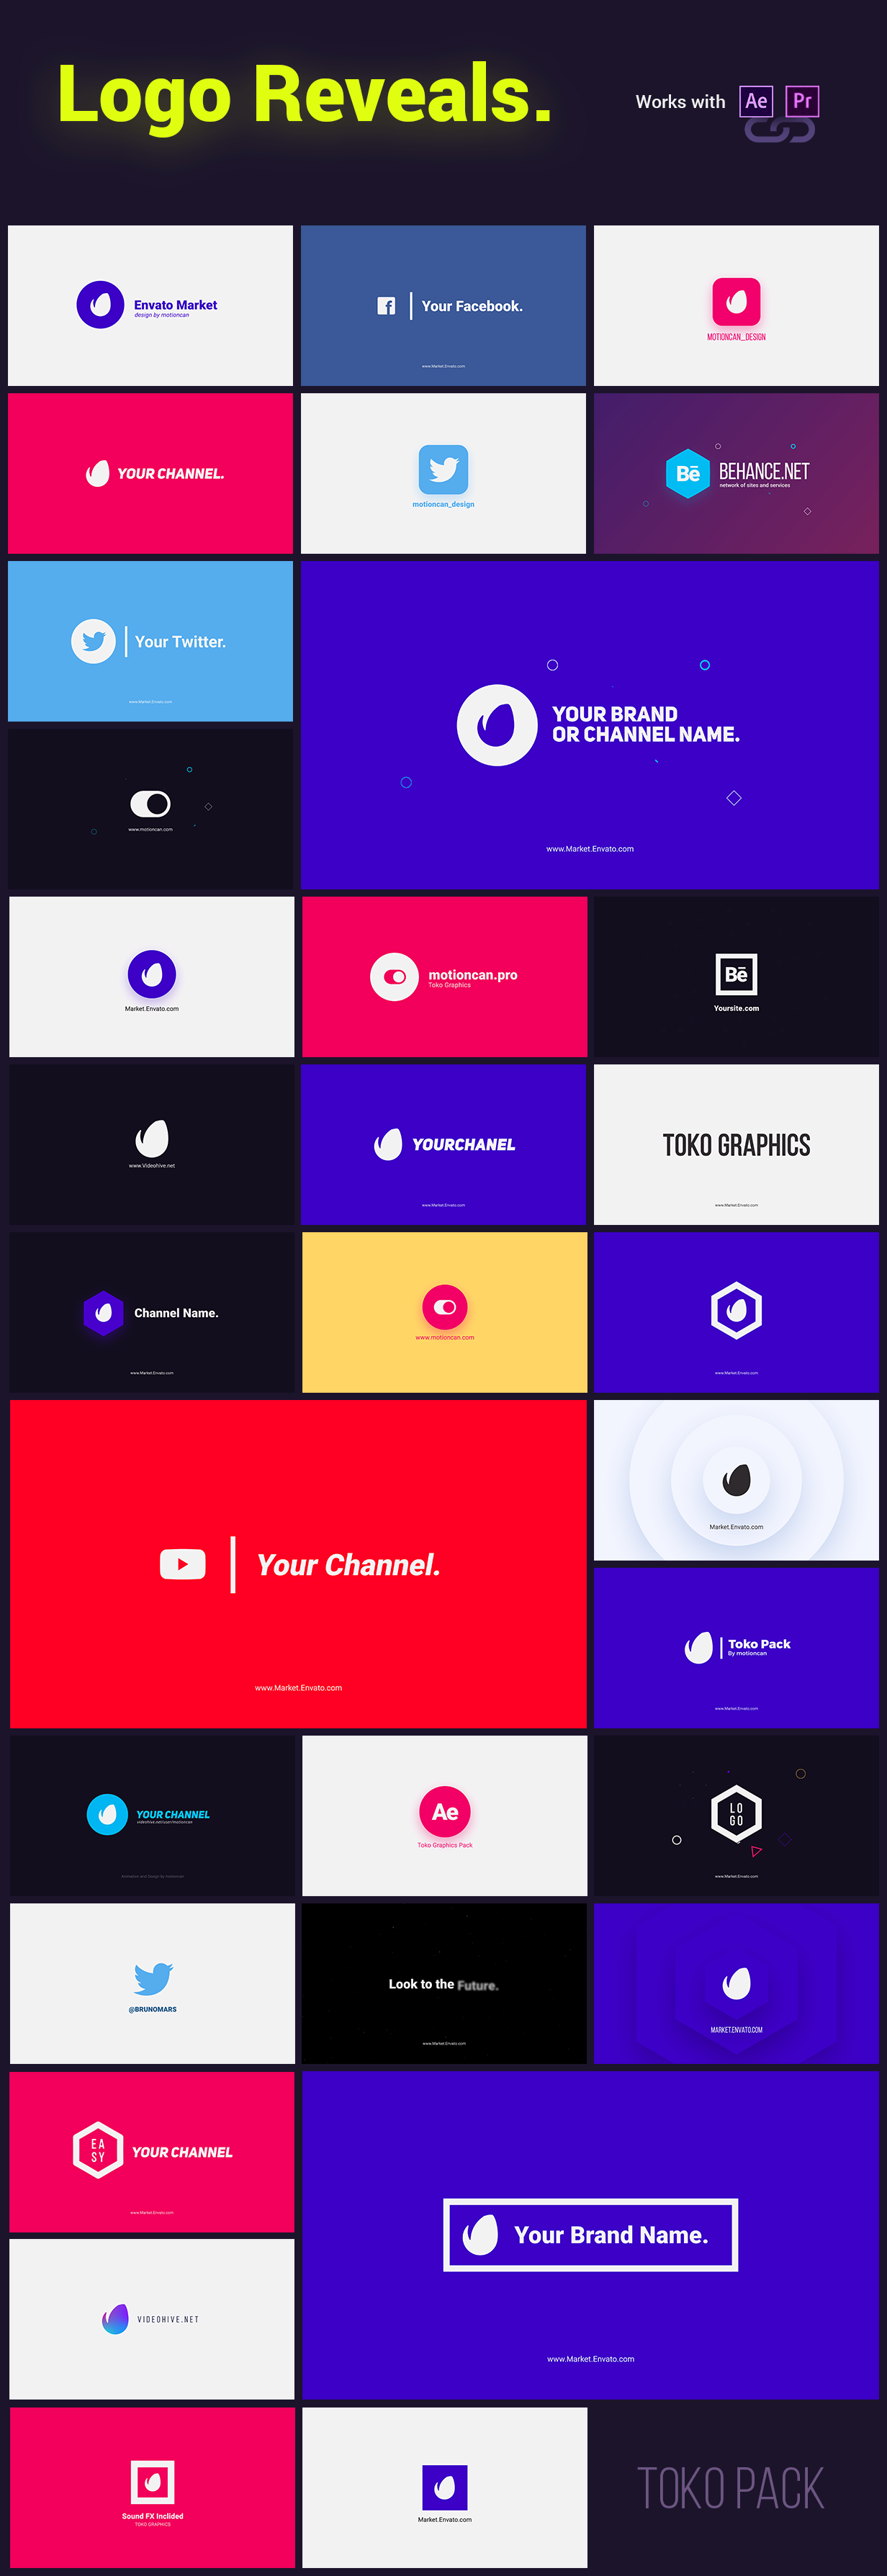 Logo Reveals.
Works with Ae Pr
Envato Market
design by motioncan
Your Facebook.
www.Market.Envato.com
MOTIONCAN_DESIGN
YOUR CHANNEL.
motioncan_design
Bē
BEHANCE.NET
network of sites and services
Your Twitter.
www.Market.Envato.com
www.motioncan.com
YOUR BRAND
OR CHANNEL NAME.
www.Market.Envato.com
Market.Envato.com
motioncan.pro
Toko Graphics
Bē
Yoursite.com
www.Videohive.net
YOURCHANEL
www.Market.Envato.com
TOKO GRAPHICS
www.Market.Envato.com
Channel Name.
www.Market.Envato.com
www.motioncan.com
www.Market.Envato.com
Your Channel.
www.Market.Envato.com
Market.Envato.com
Toko Pack
By motioncan
www.Market.Envato.com
YOUR CHANNEL
videohive.net/user/motioncan
Animation and Design by motioncan
Ae
Toko Graphics Pack
LO
GO
www.Market.Envato.com
@BRUNOMARS
Look to the Future.
www.Market.Envato.com
MARKET.ENVATO.COM
EA
SY
YOUR CHANNEL
www.Market.Envato.com
VIDEOHIVE.NET
Your Brand Name.
www.Market.Envato.com
Sound FX Inclided
TOKO GRAPHICS
Market.Envato.com
TOKO PACK